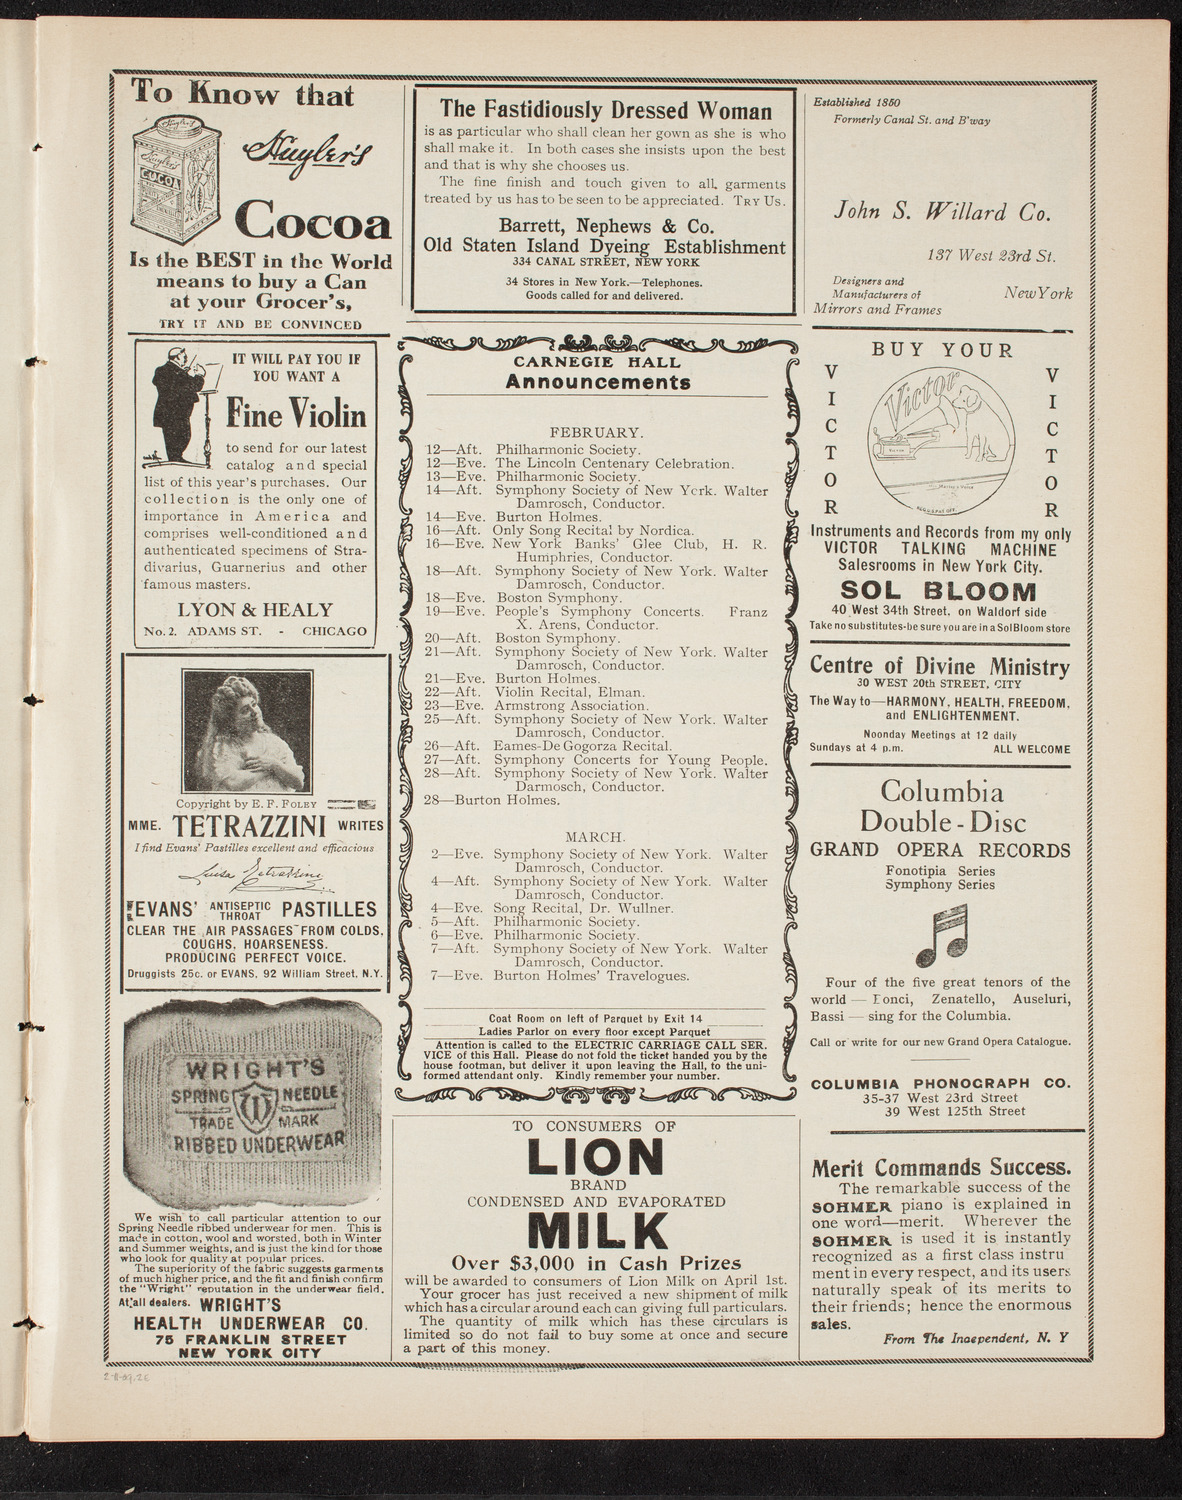 To Know that
Huyler's
COCOA
Huyler's
Cocoa
Is the BEST in the World
means to buy a Can
at your Grocer's,
TRY IT AND BE CONVINCED
IT WILL PAY YOU IF
YOU WANT A
Fine Violin
to send for our latest
catalog and special
list of this year's purchases. Our
collection is the only one of
importance in America and
comprises well-conditioned and
authenticated specimens of Stra-
divarius, Guarnerius and other
famous masters.
LYON & HEALY
No. 2. ADAMS ST. - CHICAGO
Copyright by E. F. FOLEY
MME. TETRAZZINI WRITES
I find Evans' Pastilles excellent and efficacious
Luisa Tetrazzini
EVANS' ANTISEPTIC THROAT PASTILLES
CLEAR THE AIR PASSAGES FROM COLDS,
COUGHS, HOARSENESS.
PRODUCING PERFECT VOICE.
Druggists 25c. or EVANS, 92 William Street, N.Y.
WRIGHT'S
SPRING W NEEDLE
TRADE MARK
RIBBED UNDERWEAR
We wish to call particular attention to our
Spring Needle ribbed underwear for men. This is
made in cotton, wool and worsted, both in Winter
and Summer weights, and is just the kind for those
who look for quality at popular prices.
The superiority of the fabric suggests garments
of much higher price, and the fit and finish confirm
the "Wright" reputation in the underwear field.
At all dealers. WRIGHT'S
HEALTH UNDERWEAR CO.
75 FRANKLIN STREET
NEW YORK CITY
2-11-09.2E
The Fastidiously Dressed Woman
is as particular who shall clean her gown as she is who
shall make it. In both cases she insists upon the best
and that is why she chooses us.
The fine finish and touch given to all garments
treated by us has to be seen to be appreciated. TRY US.
Barrett, Nephews & Co.
Old Staten Island Dyeing Establishment
334 CANAL STREET, NEW YORK
34 Stores in New York.—Telephones.
Goods called for and delivered.
CARNEGIE HALL
Announcements
FEBRUARY.
12—Aft. Philharmonic Society.
12—Eve. The Lincoln Centenary Celebration.
13—Eve. Philharmonic Society.
14—Aft. Symphony Society of New York. Walter
Damrosch, Conductor.
14—Eve. Burton Holmes.
16—Aft. Only Song Recital by Nordica.
16—Eve. New York Banks' Glee Club, H. R.
Humphries, Conductor.
18—Aft. Symphony Society of New York. Walter
Damrosch, Conductor.
18—Eve. Boston Symphony.
19—Eve. People's Symphony Concerts. Franz
X. Arens, Conductor.
20—Aft. Boston Symphony.
21—Aft. Symphony Society of New York. Walter
Damrosch, Conductor.
21—Eve. Burton Holmes.
22—Aft. Violin Recital, Elman.
23—Eve. Armstrong Association.
25—Aft. Symphony Society of New York. Walter
Damrosch, Conductor.
26—Aft. Eames-De Gogorza Recital.
27—Aft. Symphony Concerts for Young People.
28—Aft. Symphony Society of New York. Walter
Darmosch, Conductor.
28—Burton Holmes.
MARCH.
2—Eve. Symphony Society of New York. Walter
Damrosch, Conductor.
4—Aft. Symphony Society of New York. Walter
Damrosch, Conductor.
4—Eve. Song Recital, Dr. Wullner.
5—Aft. Philharmonic Society.
6—Eve. Philharmonic Society.
7—Aft. Symphony Society of New York. Walter
Damrosch, Conductor.
7—Eve. Burton Holmes' Travelogues.
Coat Room on left of Parquet by Exit 14
Ladies Parlor on every floor except Parquet
Attention is called to the ELECTRIC CARRIAGE CALL SER.
VICE of this Hall. Please do not fold the ticket handed you by the
house footman, but deliver it upon leaving the Hall, to the uni-
formed attendant only. Kindly remember your number.
TO CONSUMERS OF
LION
BRAND
CONDENSED AND EVAPORATED
MILK
Over $3,000 in Cash Prizes
will be awarded to consumers of Lion Milk on April 1st.
Your grocer has just received a new shipment of milk
which has a circular around each can giving full particulars.
The quantity of milk which has these circulars is
limited so do not fail to buy some at once and secure
a part of this money.
Established 1850
Formerly Canal St. and B'way
John S. Willard Co.
137 West 23rd St.
Designers and
Manufacturers of New York
Mirrors and Frames
BUY YOUR
VICTOR
Victor
His Master's Voice
VICTOR
Instruments and Records from my only
VICTOR TALKING MACHINE
Salesrooms in New York City.
SOL BLOOM
40 West 34th Street, on Waldorf side
Take no substitutes-be sure you are in a Sol Bloom store
Centre of Divine Ministry
30 WEST 20th STREET, CITY
The Way to—HARMONY, HEALTH, FREEDOM,
and ENLIGHTENMENT.
Noonday Meetings at 12 daily
Sundays at 4 p.m. ALL WELCOME
Columbia
Double-Disc
GRAND OPERA RECORDS
Fonotipia Series
Symphony Series
Four of the five great tenors of the
world — Bonci, Zenatello, Auseluri,
Bassi — sing for the Columbia.
Call or write for our new Grand Opera Catalogue.
COLUMBIA PHONOGRAPH CO.
35-37 West 23rd Street
39 West 125th Street
Merit Commands Success.
The remarkable success of the
SOHMER piano is explained in
one word—merit. Wherever the
SOHMER is used it is instantly
recognized as a first class instru
ment in every respect, and its users
naturally speak of its merits to
their friends; hence the enormous
sales.
From The Independent, N. Y